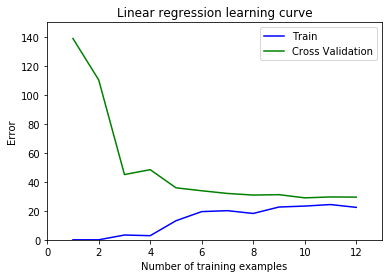 Linear regression learning curve
Train
Cross Validation
Error
140
120
100
80
60
40
20
0
0 2 4 6 8 10 12
Number of training examples